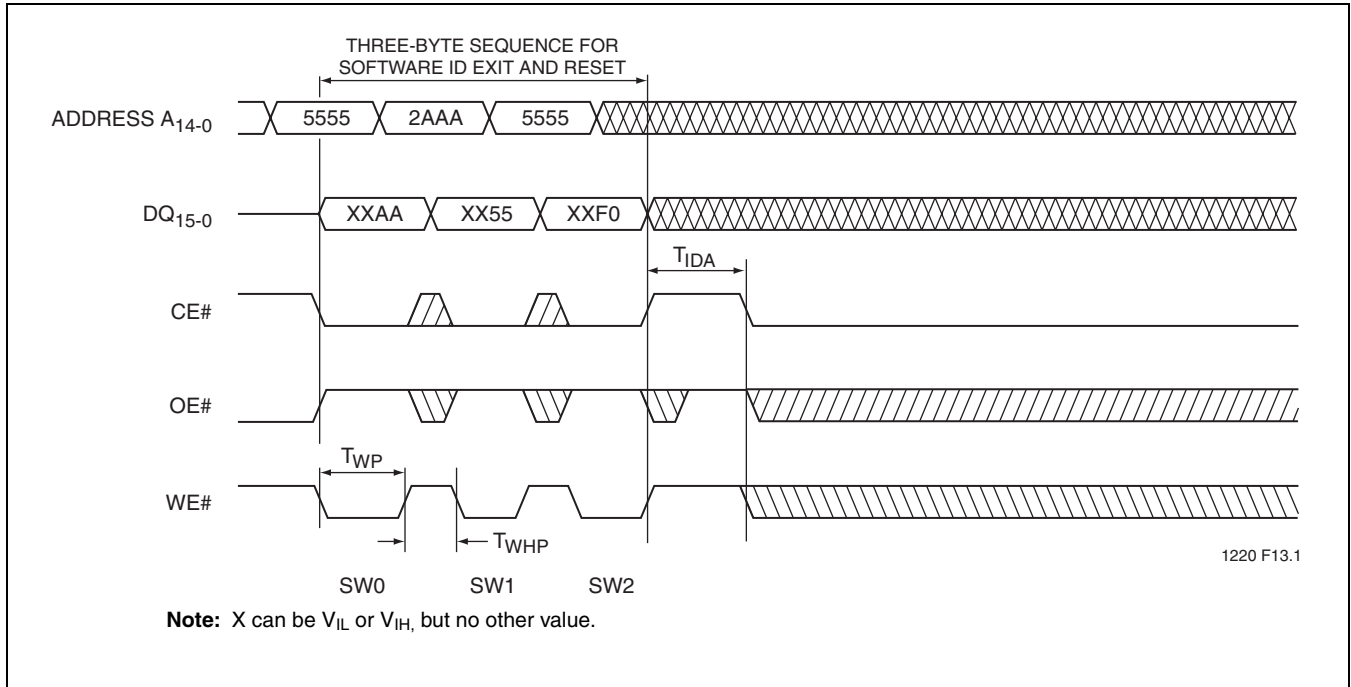 THREE-BYTE SEQUENCE FOR
SOFTWARE ID EXIT AND RESET
ADDRESS A14-0 5555 2AAA 5555
DQ15-0 XXAA XX55 XXF0
TIDA
CE#
OE#
TWP
WE#
TWHP
1220 F13.1
SW0 SW1 SW2
Note: X can be VIL or VIH, but no other value.